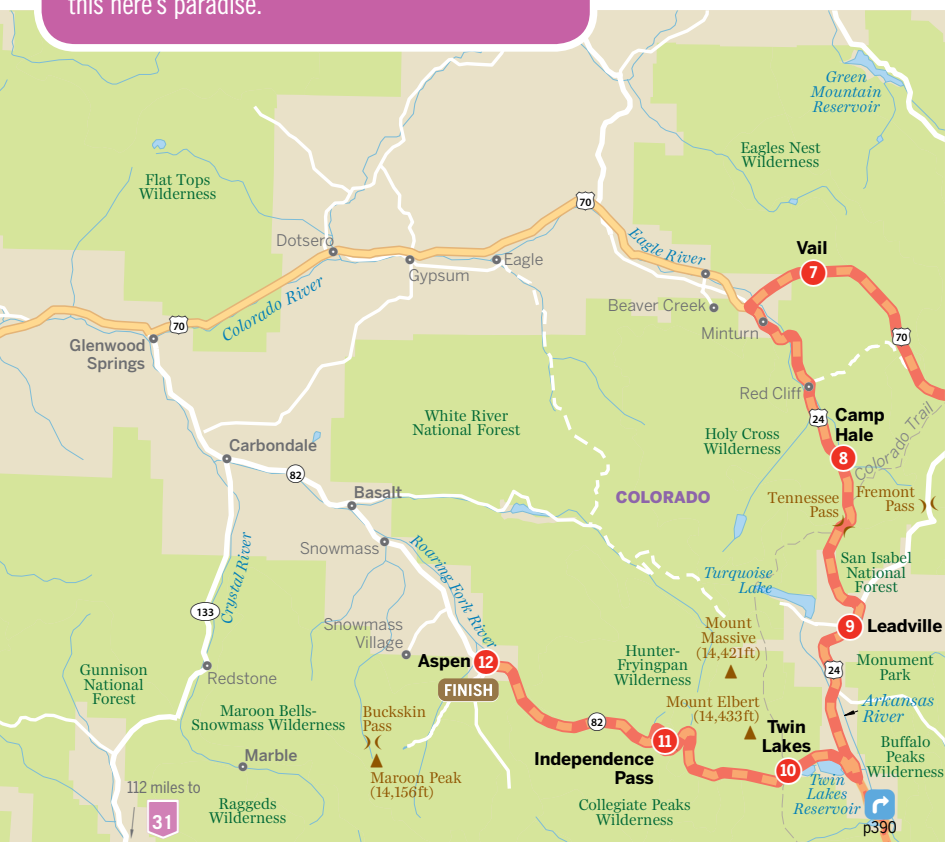 this here's paradise.
Green
Mountain
Reservoir
Eagles Nest
Wilderness
Flat Tops
Wilderness
70
Dotsero
Eagle River
Vail
7
Gypsum
Eagle
Colorado River
Beaver Creek
70
Glenwood
Springs
Minturn
70
Red Cliff
White River
National Forest
24
Camp
Hale
8
Colorado Trail
Holy Cross
Wilderness
Carbondale
82
Basalt
COLORADO
Tennessee
Pass
Fremont
Pass
Snowmass
Roaring Fork River
Crystal River
San Isabel
National
Forest
Turquoise
Lake
133
Snowmass
Village
Mount
Massive
(14,421ft)
9
Leadville
Aspen
12
FINISH
Hunter-
Fryingpan
Wilderness
24
Monument
Park
Gunnison
National
Forest
Redstone
Maroon Bells-
Snowmass Wilderness
Buckskin
Pass
Mount Elbert
(14,433ft)
Arkansas
River
82
11
Independence
Pass
Twin
Lakes
10
Buffalo
Peaks
Wilderness
Marble
Maroon Peak
(14,156ft)
112 miles to
31
Raggeds
Wilderness
Collegiate Peaks
Wilderness
Twin
Lakes
Reservoir
p390